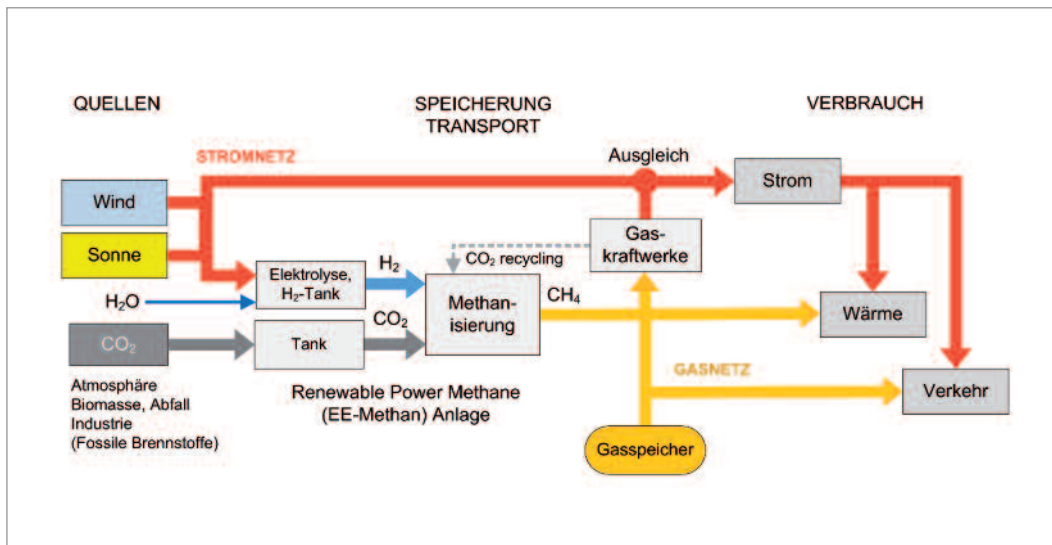 QUELLEN
SPEICHERUNG
TRANSPORT
VERBRAUCH
STROMNETZ
Ausgleich
Wind
Strom
Sonne
Gas-
kraftwerke
CO₂ recycling
Elektrolyse,
H₂-Tank
H₂
H₂O
Methan-
isierung
CH₄
Wärme
CO₂
CO₂
Tank
GASNETZ
Verkehr
Atmosphäre
Biomasse, Abfall
Industrie
(Fossile Brennstoffe)
Renewable Power Methane
(EE-Methan) Anlage
Gasspeicher